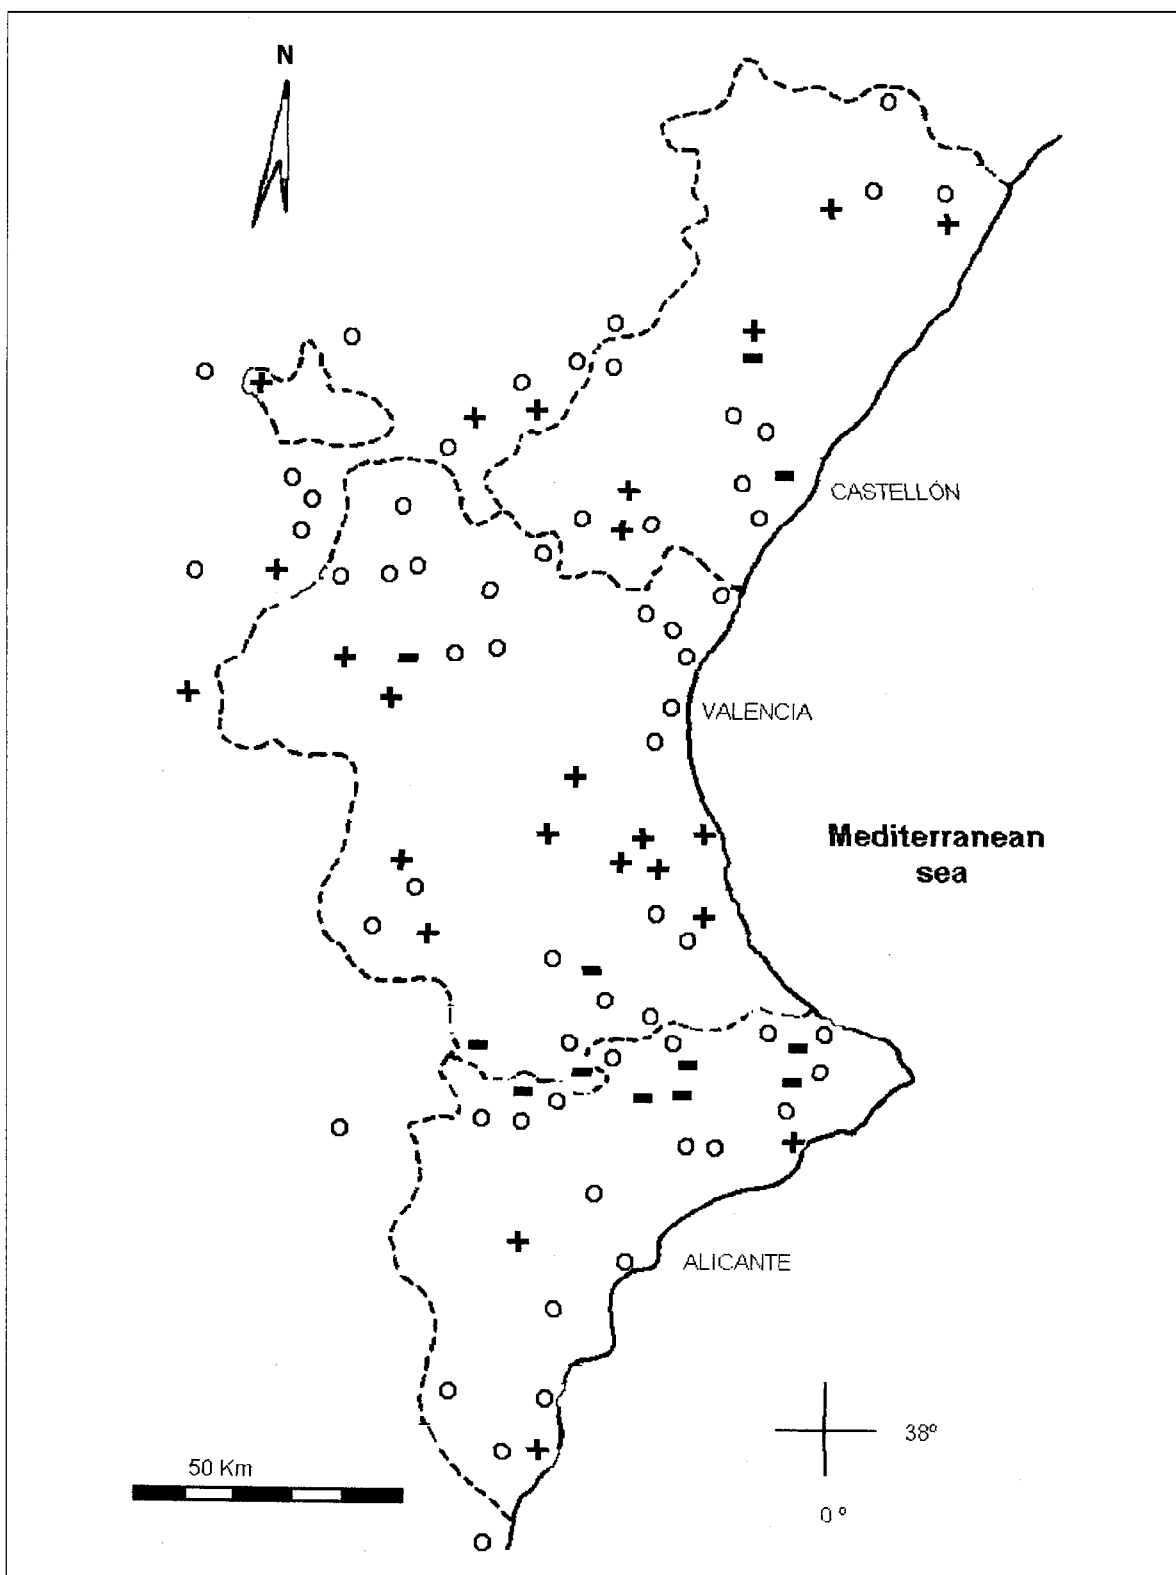 N
CASTELLÓN
VALENCIA
Mediterranean
sea
ALICANTE
38º
50 Km
0 º